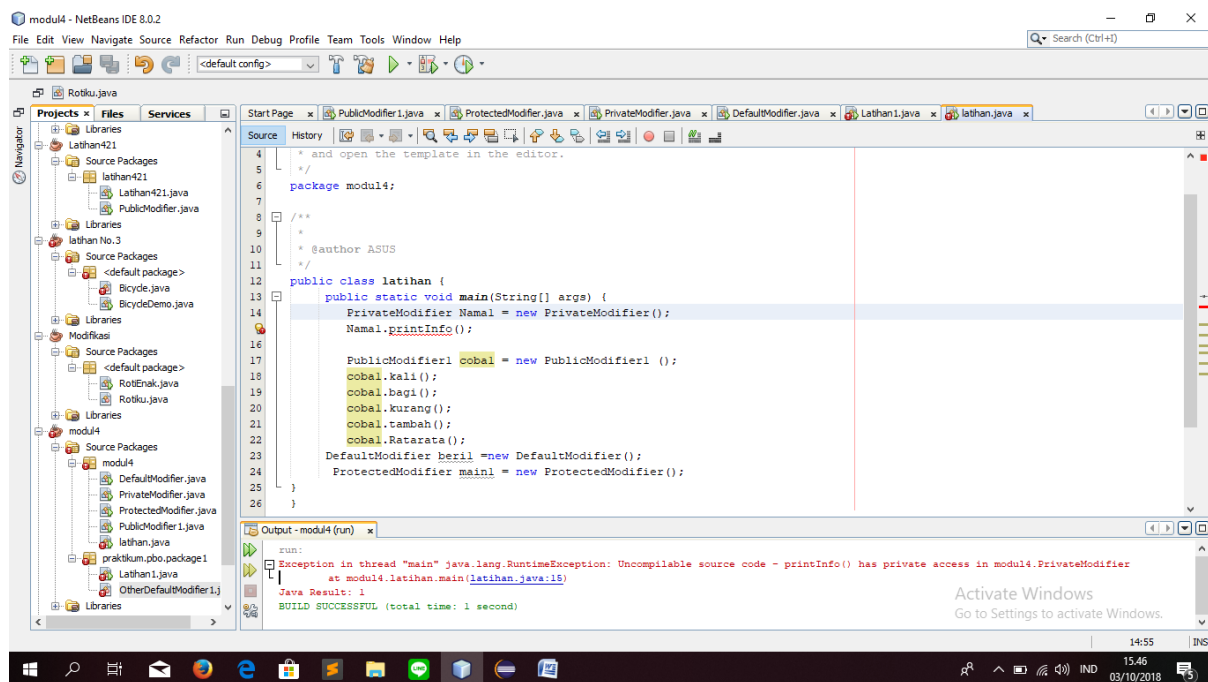 modul4 - NetBeans IDE 8.0.2
File Edit View Navigate Source Refactor Run Debug Profile Team Tools Window Help
Search (Ctrl+I)
<default config>
Rotiku.java
Projects Files Services
Navigator
Libraries
Latihan421
Source Packages
latihan421
Latihan421.java
PublicModifier.java
Libraries
latihan No.3
Source Packages
<default package>
Bicycle.java
BicycleDemo.java
Libraries
Modifikasi
Source Packages
<default package>
RotiEnak.java
Rotiku.java
Libraries
modul4
Source Packages
modul4
DefaultModifier.java
PrivateModifier.java
ProtectedModifier.java
PublicModifier1.java
latihan.java
praktikum.pbo.package1
Latihan1.java
OtherDefaultModifier1.j
Libraries
Start Page PublicModifier1.java ProtectedModifier.java PrivateModifier.java DefaultModifier.java Latihan1.java latihan.java
Source History
4 * and open the template in the editor.
5 */
6 package modul4;
7
8 /**
9 *
10 * @author ASUS
11 */
12 public class latihan {
13 public static void main(String[] args) {
14 PrivateModifier Nama1 = new PrivateModifier();
Nama1.printInfo();
16
17 PublicModifier1 coba1 = new PublicModifier1 ();
18 coba1.kali();
19 coba1.bagi();
20 coba1.kurang();
21 coba1.tambah();
22 coba1.Ratarata();
23 DefaultModifier beri1 =new DefaultModifier();
24 ProtectedModifier main1 = new ProtectedModifier();
25 }
26 }
Output - modul4 (run)
run:
Exception in thread "main" java.lang.RuntimeException: Uncompilable source code - printInfo() has private access in modul4.PrivateModifier
at modul4.latihan.main(latihan.java:15)
Java Result: 1
BUILD SUCCESSFUL (total time: 1 second)
Activate Windows
Go to Settings to activate Windows.
14:55 INS
IND
15.46
03/10/2018
5